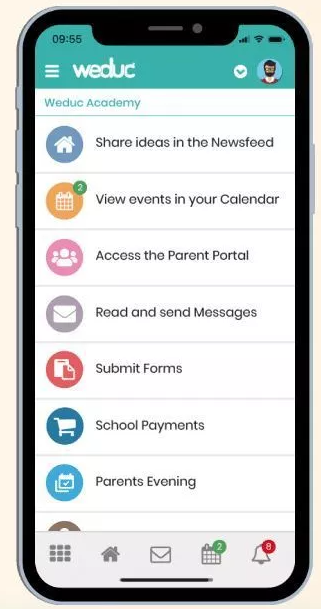 09:55
weduc
Weduc Academy
Share ideas in the Newsfeed
2
View events in your Calendar
Access the Parent Portal
Read and send Messages
Submit Forms
School Payments
Parents Evening
2
8